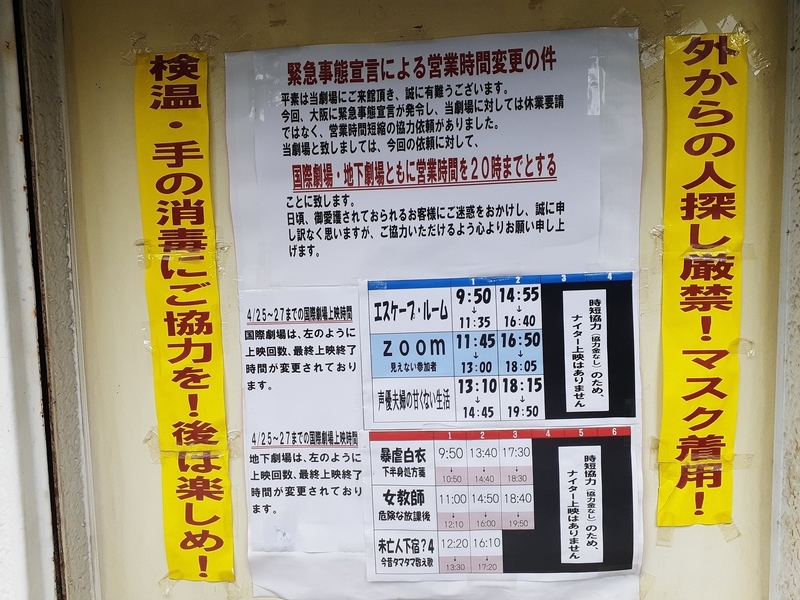 検温・手の消毒にご協力を！後は楽しめ！
緊急事態宣言による営業時間変更の件
平素は当劇場にご来館頂き、誠に有難うございます。
今回、大阪に緊急事態宣言が発令し、当劇場に対しては休業要請
ではなく、営業時間短縮の協力依頼がありました。
当劇場と致しましては、今回の依頼に対して、
国際劇場・地下劇場ともに営業時間を２０時までとする
ことに致します。
日頃、御愛護されておられるお客様にご迷惑をおかけし、誠に申
し訳なく思いますが、ご協力いただけるよう心よりお願い申し上
げます。
4/25～27までの国際劇場上映時間
国際劇場は、左のように
上映回数、最終上映終了
時間が変更されておりま
す。
1 2 3 4
エスケープ・ルーム 9:50 14:55
↓ ↓
11:35 16:40
zoom 11:45 16:50
↓ ↓
見えない参加者 13:00 18:05
声優夫婦の甘くない生活 13:10 18:15
↓ ↓
14:45 19:50
時短協力（協力金なし）のため、
ナイター上映はありません
4/25～27までの国際劇場上映時間
地下劇場は、左のように
上映回数、最終上映終了
時間が変更されておりま
す。
1 2 3 4 5 6
暴虐白衣 9:50 13:40 17:30
↓ ↓ ↓
下半身処方箋 10:50 14:40 18:30
女教師 11:00 14:50 18:40
↓ ↓ ↓
危険な放課後 12:10 16:00 19:50
未亡人下宿？4 12:20 16:10
↓ ↓
今昔タマタマ数え歌 13:30 17:20
時短協力（協力金なし）のため、
ナイター上映はありません
外からの人探し厳禁！マスク着用！